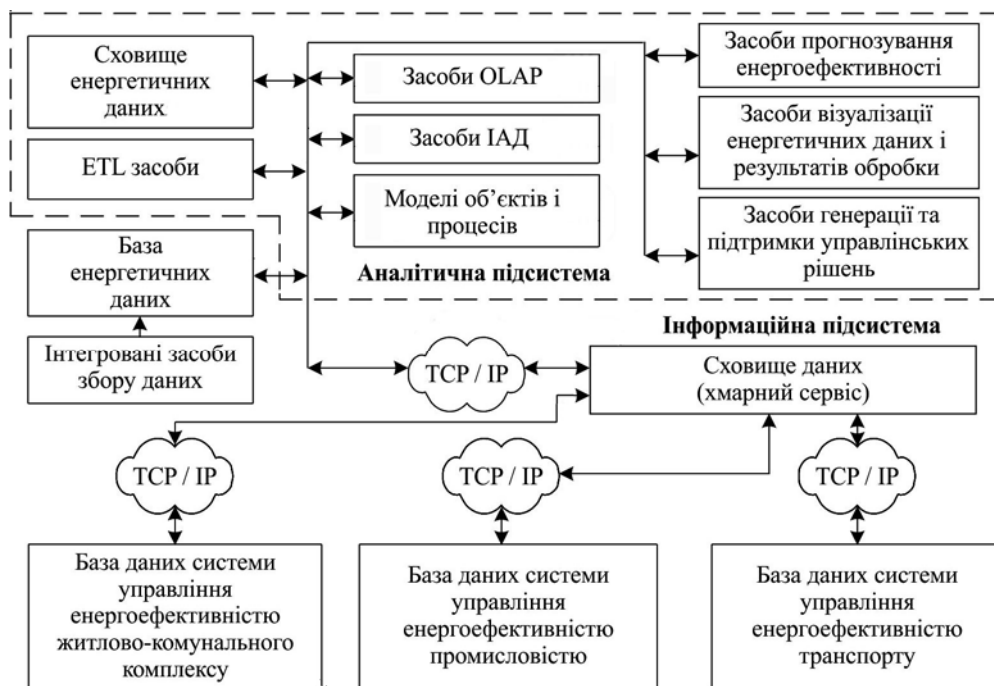 Сховище
енергетичних
даних
ETL засоби
База
енергетичних
даних
Інтегровані засоби
збору даних
Засоби OLAP
Засоби ІАД
Моделі об’єктів і
процесів
Аналітична підсистема
Засоби прогнозування
енергоефективності
Засоби візуалізації
енергетичних даних і
результатів обробки
Засоби генерації та
підтримки управлінських
рішень
Інформаційна підсистема
TCP / IP
Сховище даних
(хмарний сервіс)
TCP / IP
TCP / IP
TCP / IP
База даних системи
управління
енергоефективністю
житлово-комунального
комплексу
База даних системи
управління
енергоефективністю
промисловістю
База даних системи
управління
енергоефективністю
транспорту